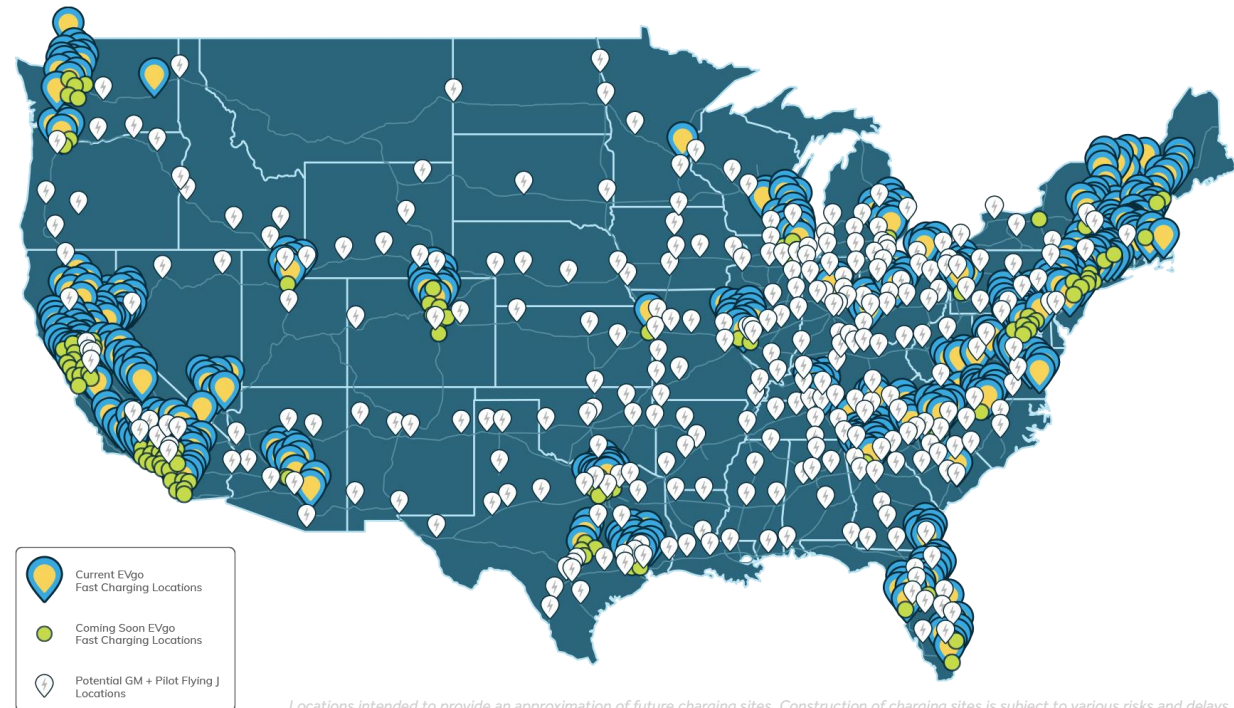 Current EVgo
Fast Charging Locations
Coming Soon EVgo
Fast Charging Locations
Potential GM + Pilot Flying J
Locations
Locations intended to provide an approximation of future charging sites. Construction of charging sites is subject to various risks and delays